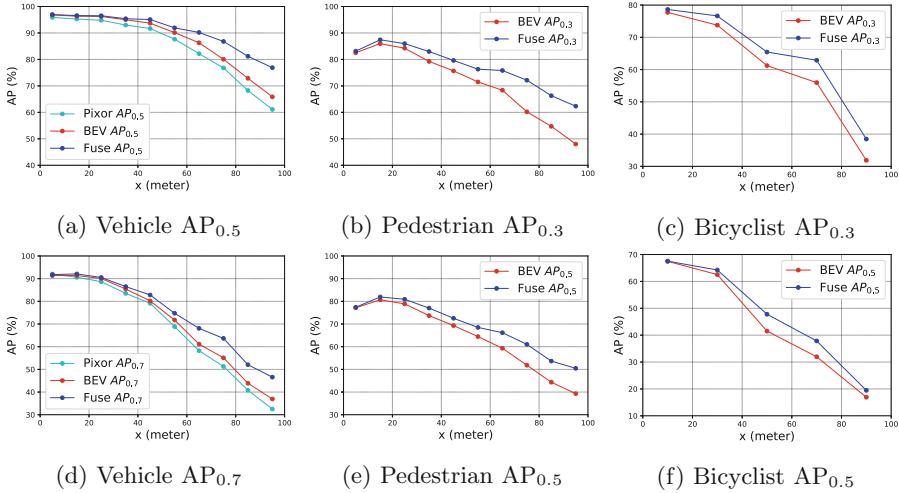 100
90
80
70
60
50
40
AP (%)
Pixor AP0,5
BEV AP0,5
Fuse AP0,5
0 20 40 60 80 100
x (meter)
(a) Vehicle AP0.5
100
90
80
70
60
50
40
AP (%)
BEV AP0,3
Fuse AP0,3
0 20 40 60 80 100
x (meter)
(b) Pedestrian AP0.3
80
70
60
50
40
30
AP (%)
BEV AP0,3
Fuse AP0,3
0 20 40 60 80 100
x (meter)
(c) Bicyclist AP0.3
100
90
80
70
60
50
40
30
AP (%)
Pixor AP0,7
BEV AP0,7
Fuse AP0,7
0 20 40 60 80 100
x (meter)
(d) Vehicle AP0.7
100
90
80
70
60
50
40
30
AP (%)
BEV AP0,5
Fuse AP0,5
0 20 40 60 80 100
x (meter)
(e) Pedestrian AP0.5
70
60
50
40
30
20
10
AP (%)
BEV AP0,5
Fuse AP0,5
0 20 40 60 80 100
x (meter)
(f) Bicyclist AP0.5